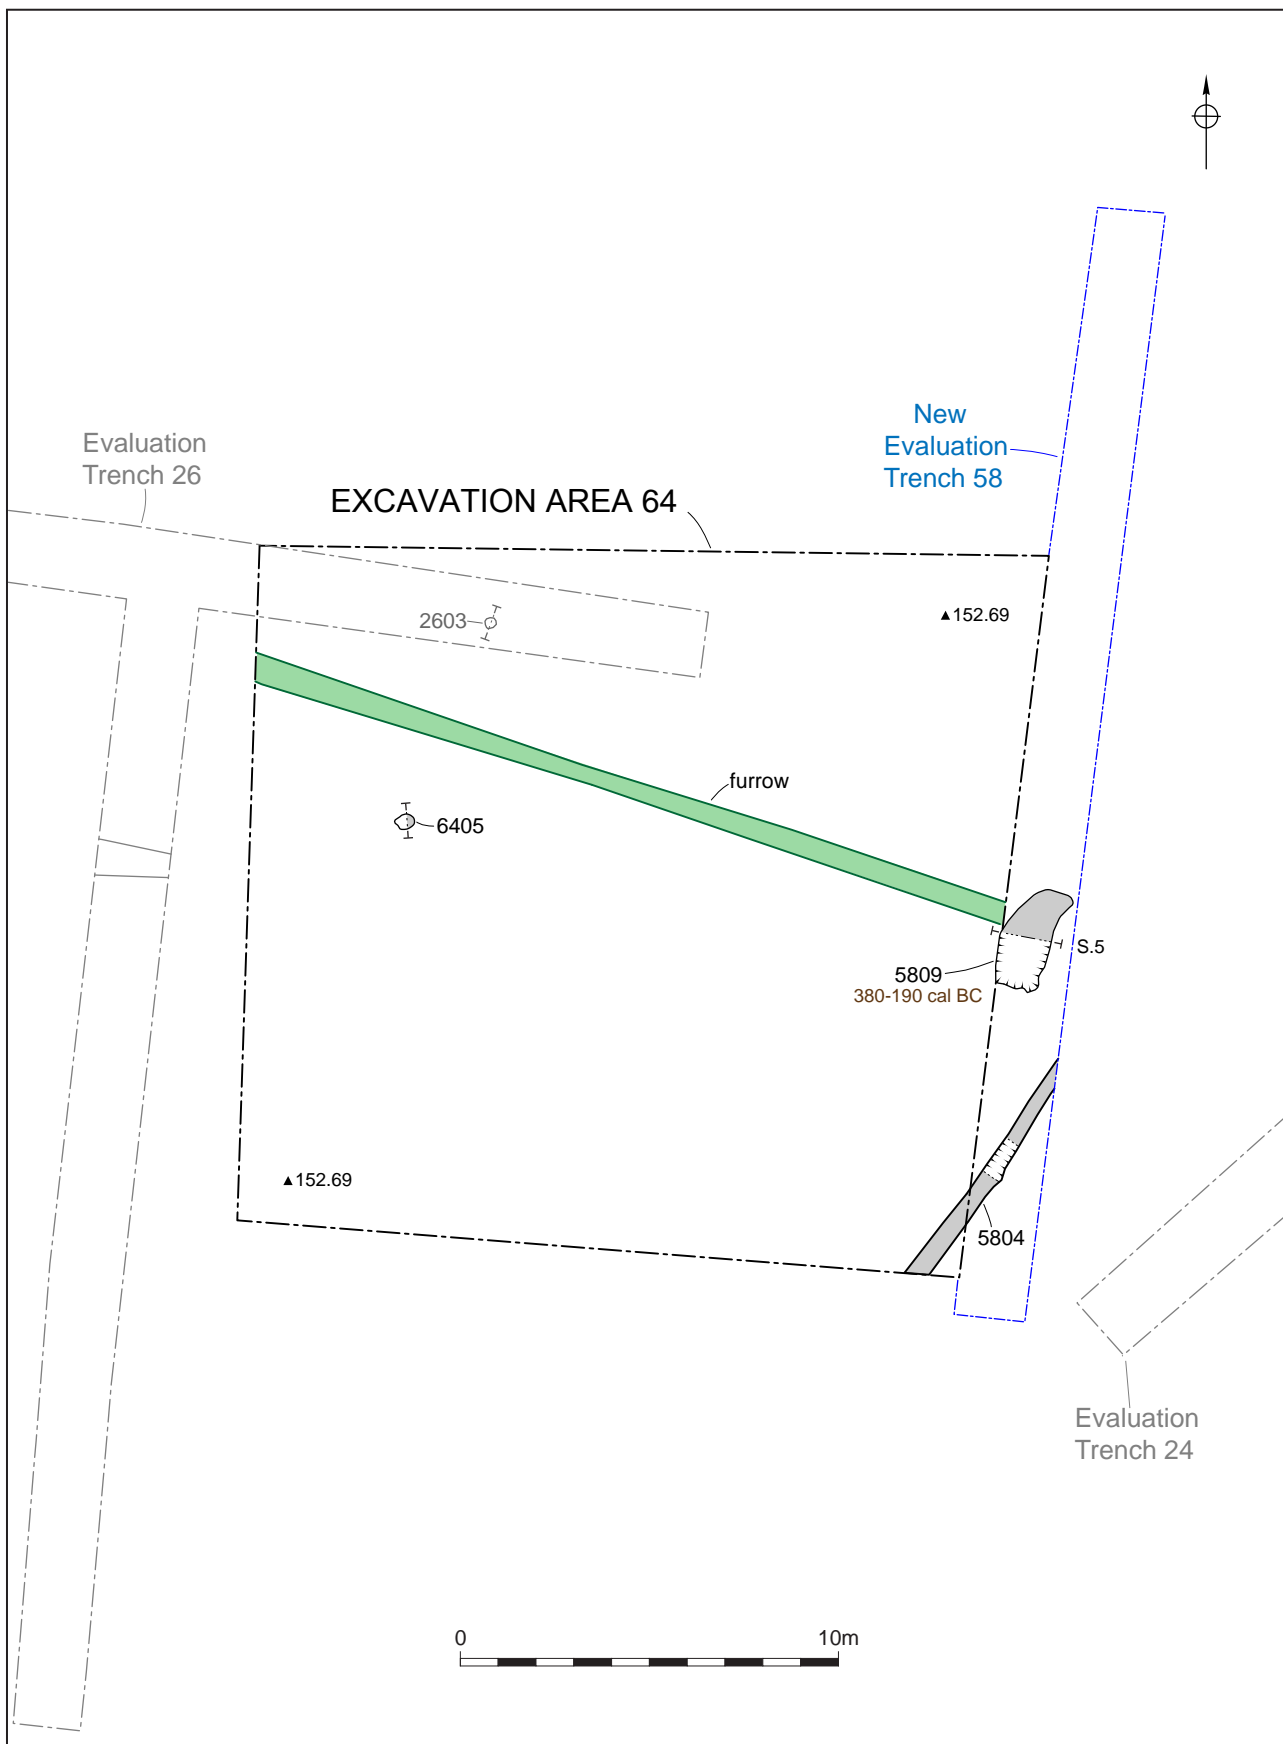 New
Evaluation
Trench 58
Evaluation
Trench 26
EXCAVATION AREA 64
2603
▲152.69
furrow
6405
S.5
5809
380-190 cal BC
▲152.69
5804
Evaluation
Trench 24
0 10m